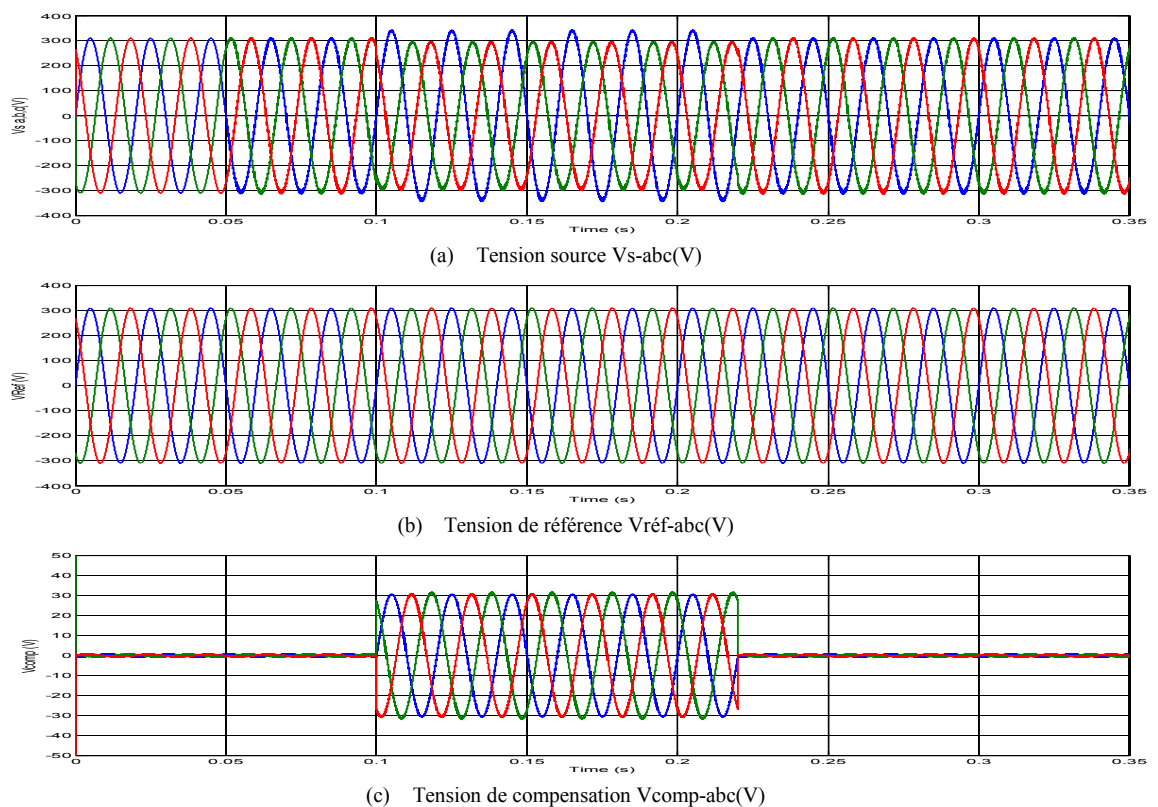 400
300
200
100
0
-100
-200
-300
-400
Vs a,b,c(V)
0 0.05 0.1 0.15 0.2 0.25 0.3 0.35
Time (s)
(a) Tension source Vs-abc(V)
400
300
200
100
0
-100
-200
-300
-400
VRef (V)
0 0.05 0.1 0.15 0.2 0.25 0.3 0.35
Time (s)
(b) Tension de référence Vréf-abc(V)
50
40
30
20
10
0
-10
-20
-30
-40
-50
Vcomp (V)
0 0.05 0.1 0.15 0.2 0.25 0.3 0.35
Time (s)
(c) Tension de compensation Vcomp-abc(V)